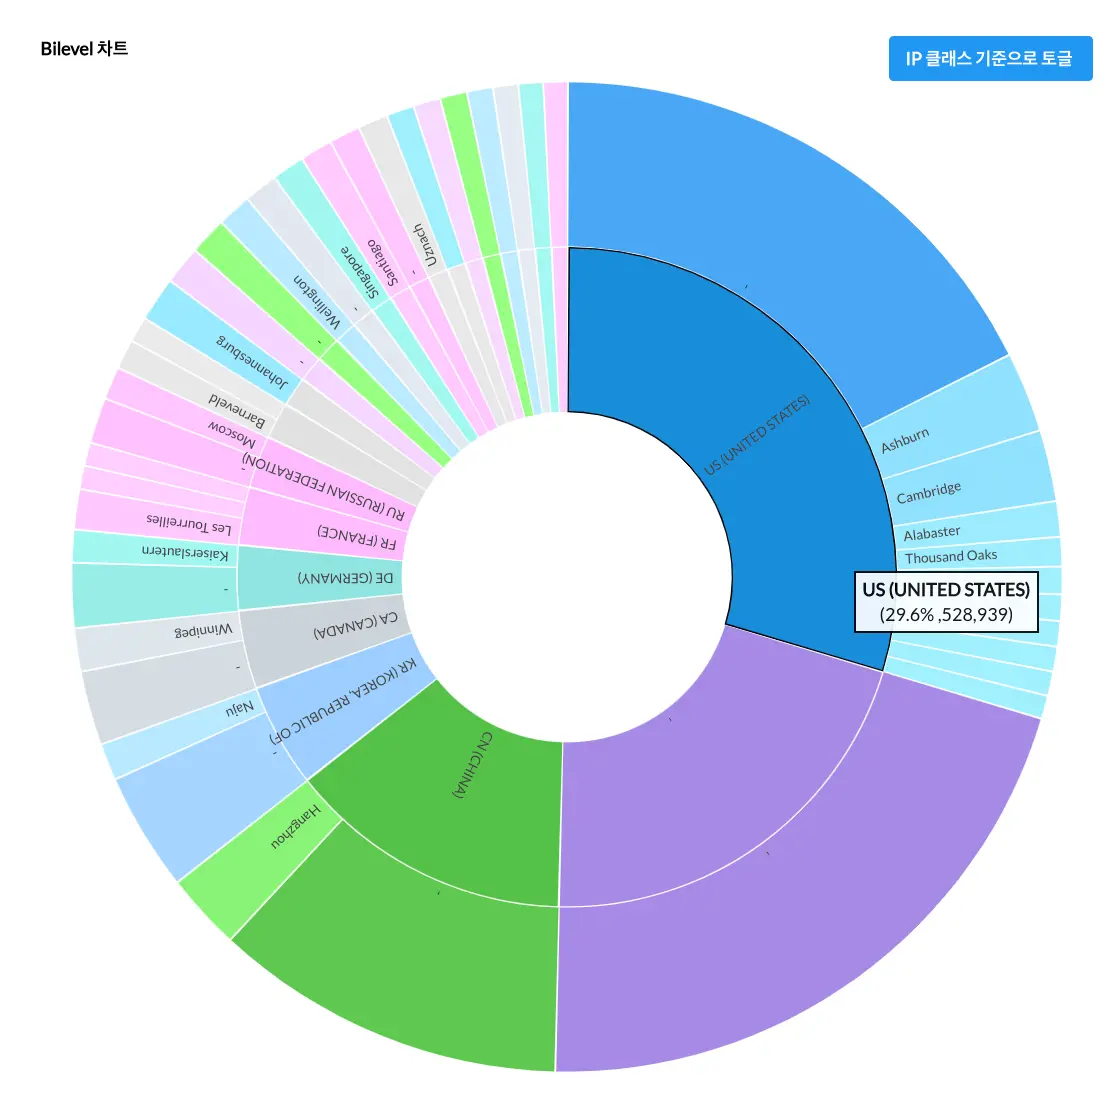 Bilevel 차트
IP 클래스 기준으로 토글
-
US (UNITED STATES)
Ashburn
Cambridge
Alabaster
Thousand Oaks
US (UNITED STATES)
(29.6% ,528,939)
-
-
CN (CHINA)
-
Hangzhou
KR (KOREA, REPUBLIC OF)
-
Naju
CA (CANADA)
-
Winnipeg
DE (GERMANY)
-
Kaiserslautern
FR (FRANCE)
Les Tourreilles
RU (RUSSIAN FEDERATION)
-
Moscow
Barneveld
Johannesburg
-
-
Wellington
-
Singapore
Santiago
-
Uznach